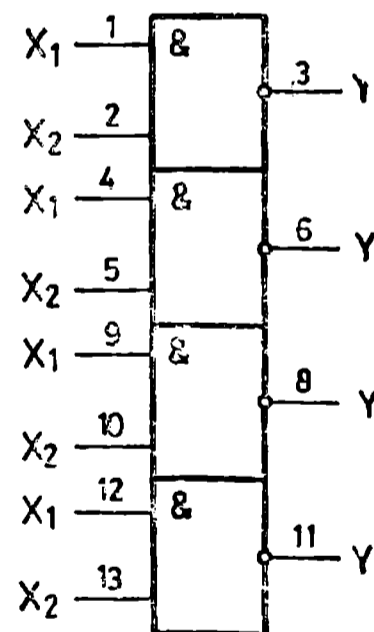 X₁ 1 &
3 Y
X₂ 2
X₁ 4 &
6 Y
X₂ 5
X₁ 9 &
8 Y
X₂ 10
X₁ 12 &
11 Y
X₂ 13